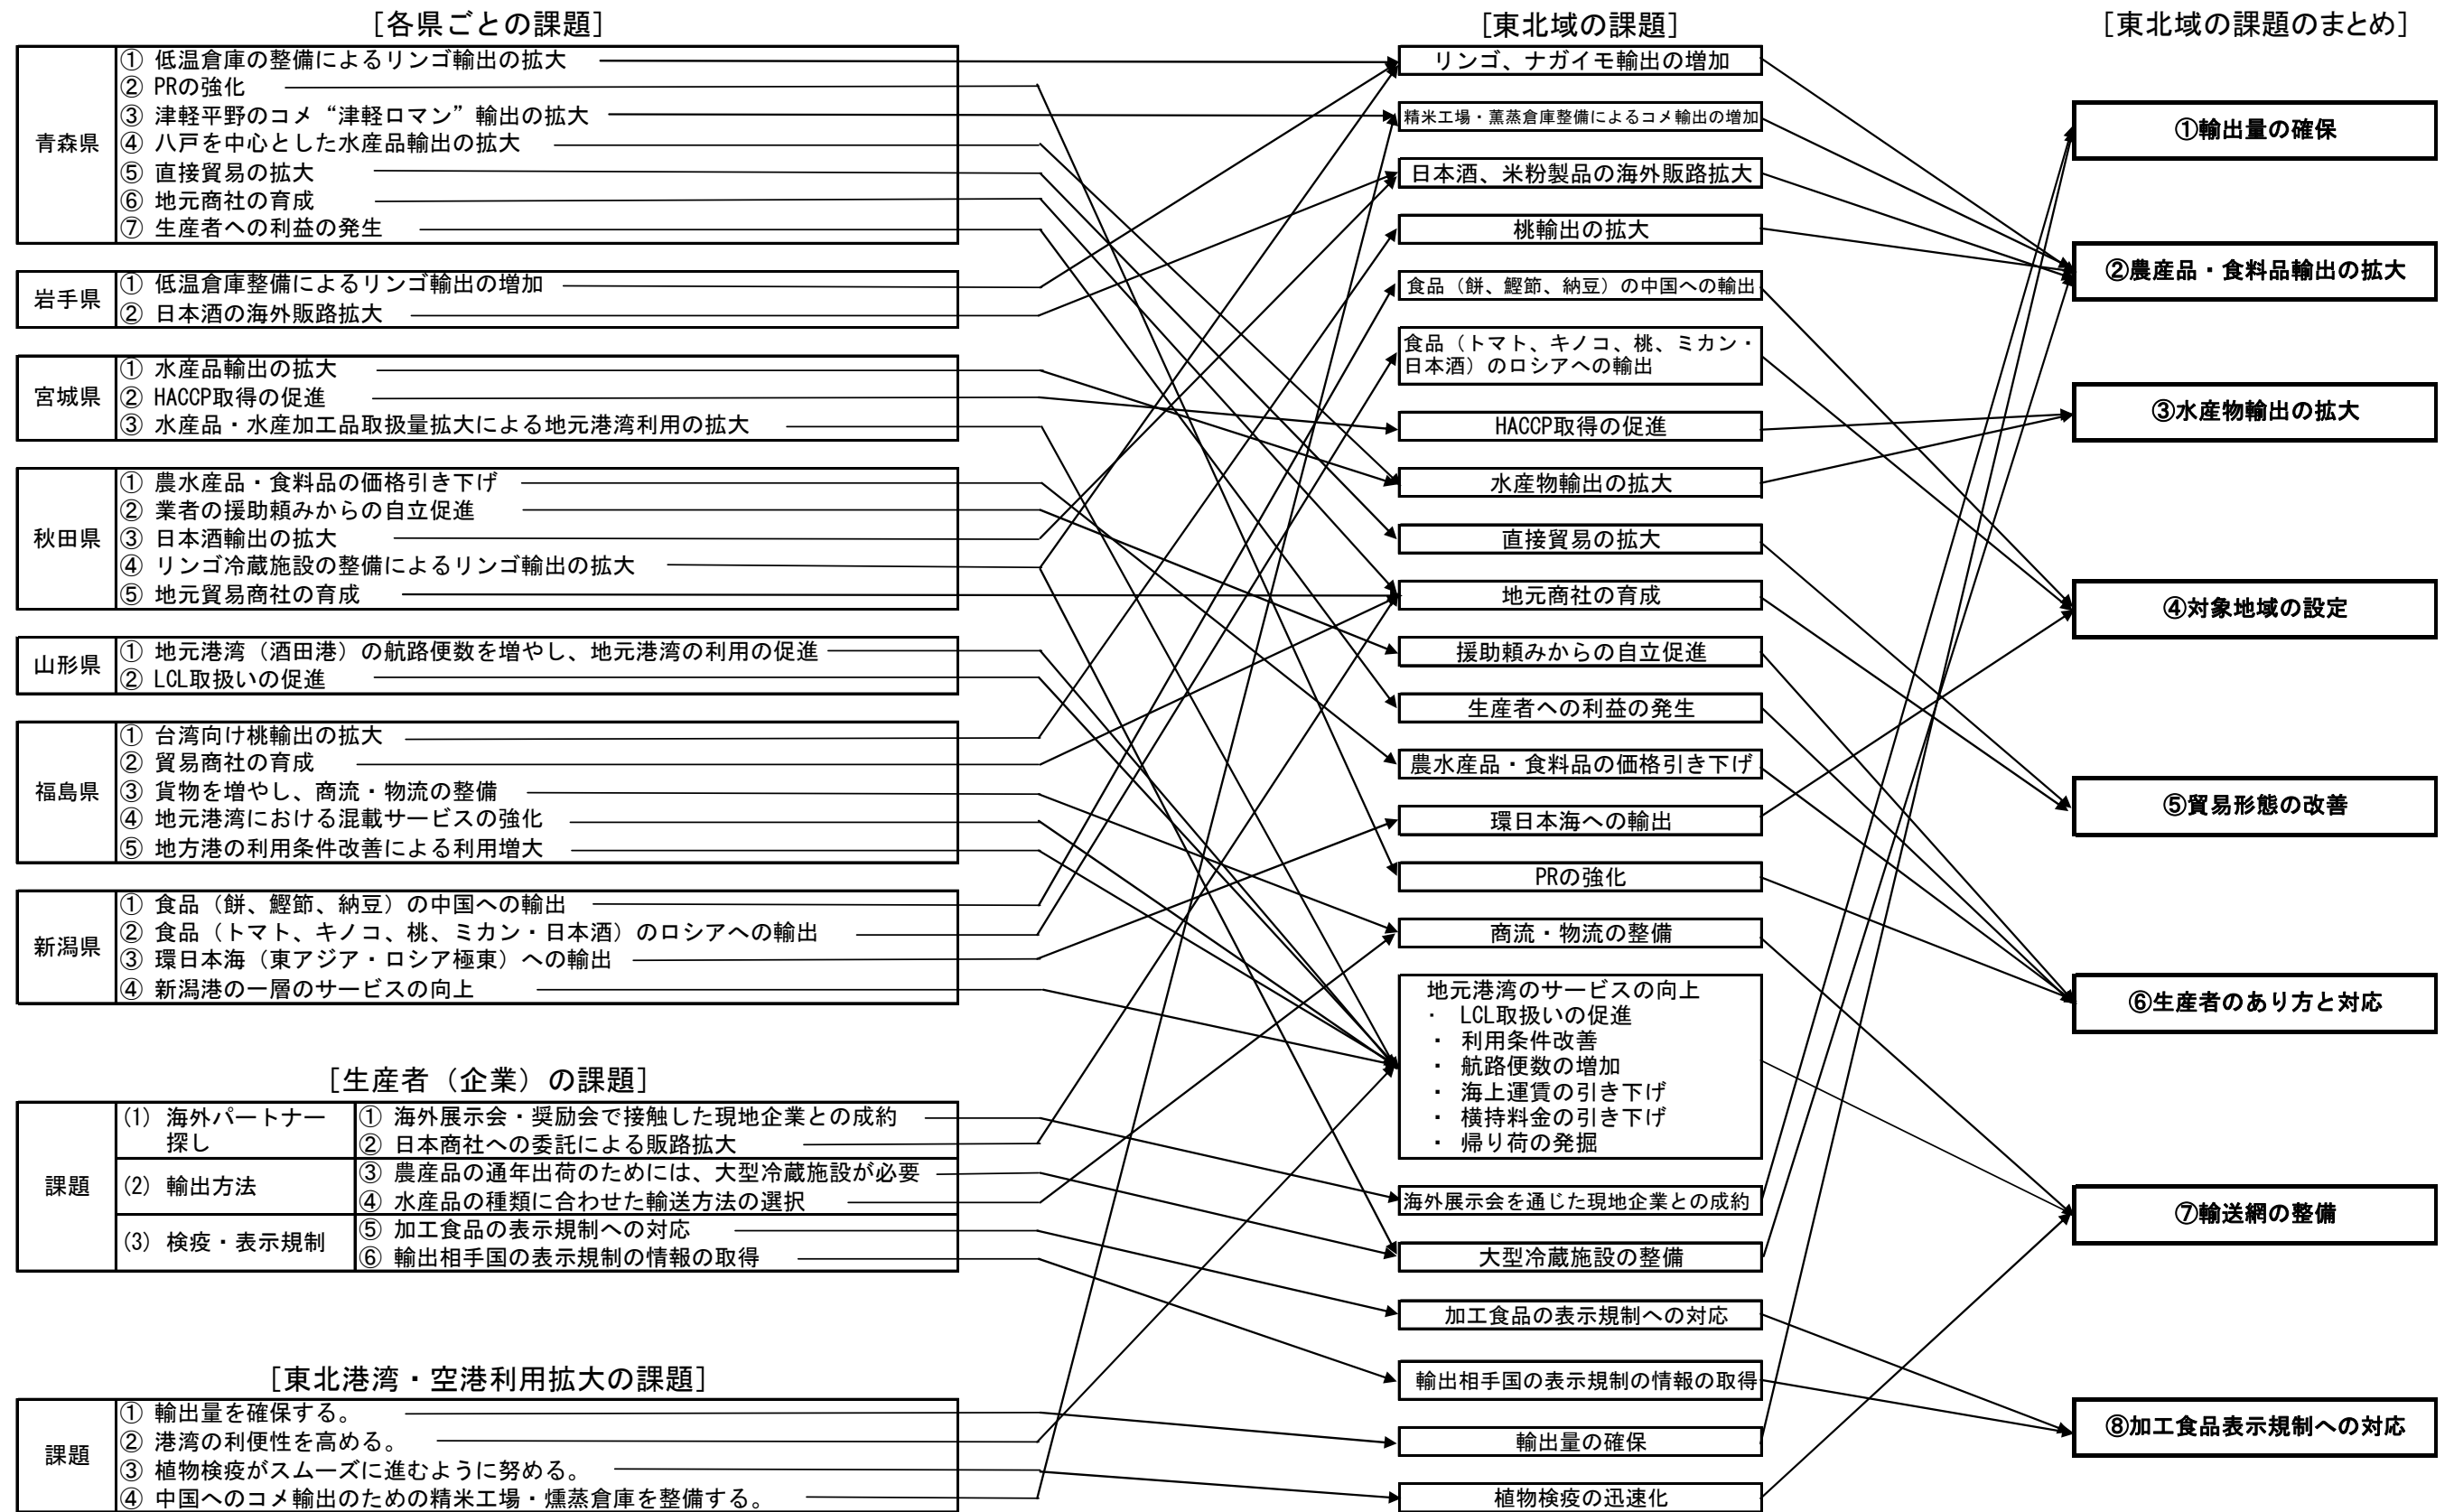 [各県ごとの課題]
青森県
① 低温倉庫の整備によるリンゴ輸出の拡大
② PRの強化
③ 津軽平野のコメ“津軽ロマン”輸出の拡大
④ 八戸を中心とした水産品輸出の拡大
⑤ 直接貿易の拡大
⑥ 地元商社の育成
⑦ 生産者への利益の発生
岩手県
① 低温倉庫整備によるリンゴ輸出の増加
② 日本酒の海外販路拡大
宮城県
① 水産品輸出の拡大
② HACCP取得の促進
③ 水産品・水産加工品取扱量拡大による地元港湾利用の拡大
秋田県
① 農水産品・食料品の価格引き下げ
② 業者の援助頼みからの自立促進
③ 日本酒輸出の拡大
④ リンゴ冷蔵施設の整備によるリンゴ輸出の拡大
⑤ 地元貿易商社の育成
山形県
① 地元港湾（酒田港）の航路便数を増やし、地元港湾の利用の促進
② LCL取扱いの促進
福島県
① 台湾向け桃輸出の拡大
② 貿易商社の育成
③ 貨物を増やし、商流・物流の整備
④ 地元港湾における混載サービスの強化
⑤ 地方港の利用条件改善による利用増大
新潟県
① 食品（餅、鰹節、納豆）の中国への輸出
② 食品（トマト、キノコ、桃、ミカン・日本酒）のロシアへの輸出
③ 環日本海（東アジア・ロシア極東）への輸出
④ 新潟港の一層のサービスの向上
[生産者（企業）の課題]
課題
(1) 海外パートナー
探し
① 海外展示会・奨励会で接触した現地企業との成約
② 日本商社への委託による販路拡大
(2) 輸出方法
③ 農産品の通年出荷のためには、大型冷蔵施設が必要
④ 水産品の種類に合わせた輸送方法の選択
(3) 検疫・表示規制
⑤ 加工食品の表示規制への対応
⑥ 輸出相手国の表示規制の情報の取得
[東北港湾・空港利用拡大の課題]
課題
① 輸出量を確保する。
② 港湾の利便性を高める。
③ 植物検疫がスムーズに進むように努める。
④ 中国へのコメ輸出のための精米工場・燻蒸倉庫を整備する。
[東北域の課題]
リンゴ、ナガイモ輸出の増加
精米工場・薫蒸倉庫整備によるコメ輸出の増加
日本酒、米粉製品の海外販路拡大
桃輸出の拡大
食品（餅、鰹節、納豆）の中国への輸出
食品（トマト、キノコ、桃、ミカン・
日本酒）のロシアへの輸出
HACCP取得の促進
水産物輸出の拡大
直接貿易の拡大
地元商社の育成
援助頼みからの自立促進
生産者への利益の発生
農水産品・食料品の価格引き下げ
環日本海への輸出
PRの強化
商流・物流の整備
地元港湾のサービスの向上
・ LCL取扱いの促進
・ 利用条件改善
・ 航路便数の増加
・ 海上運賃の引き下げ
・ 横持料金の引き下げ
・ 帰り荷の発掘
海外展示会を通じた現地企業との成約
大型冷蔵施設の整備
加工食品の表示規制への対応
輸出相手国の表示規制の情報の取得
輸出量の確保
植物検疫の迅速化
[東北域の課題のまとめ]
①輸出量の確保
②農産品・食料品輸出の拡大
③水産物輸出の拡大
④対象地域の設定
⑤貿易形態の改善
⑥生産者のあり方と対応
⑦輸送網の整備
⑧加工食品表示規制への対応